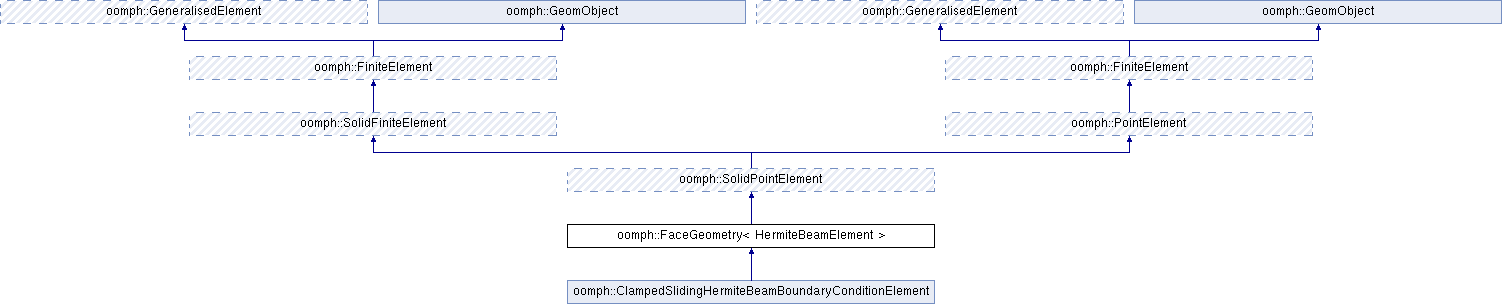 oomph::GeneralisedElement
oomph::GeomObject
oomph::GeneralisedElement
oomph::GeomObject
oomph::FiniteElement
oomph::FiniteElement
oomph::SolidFiniteElement
oomph::PointElement
oomph::SolidPointElement
oomph::FaceGeometry< HermiteBeamElement >
oomph::ClampedSlidingHermiteBeamBoundaryConditionElement